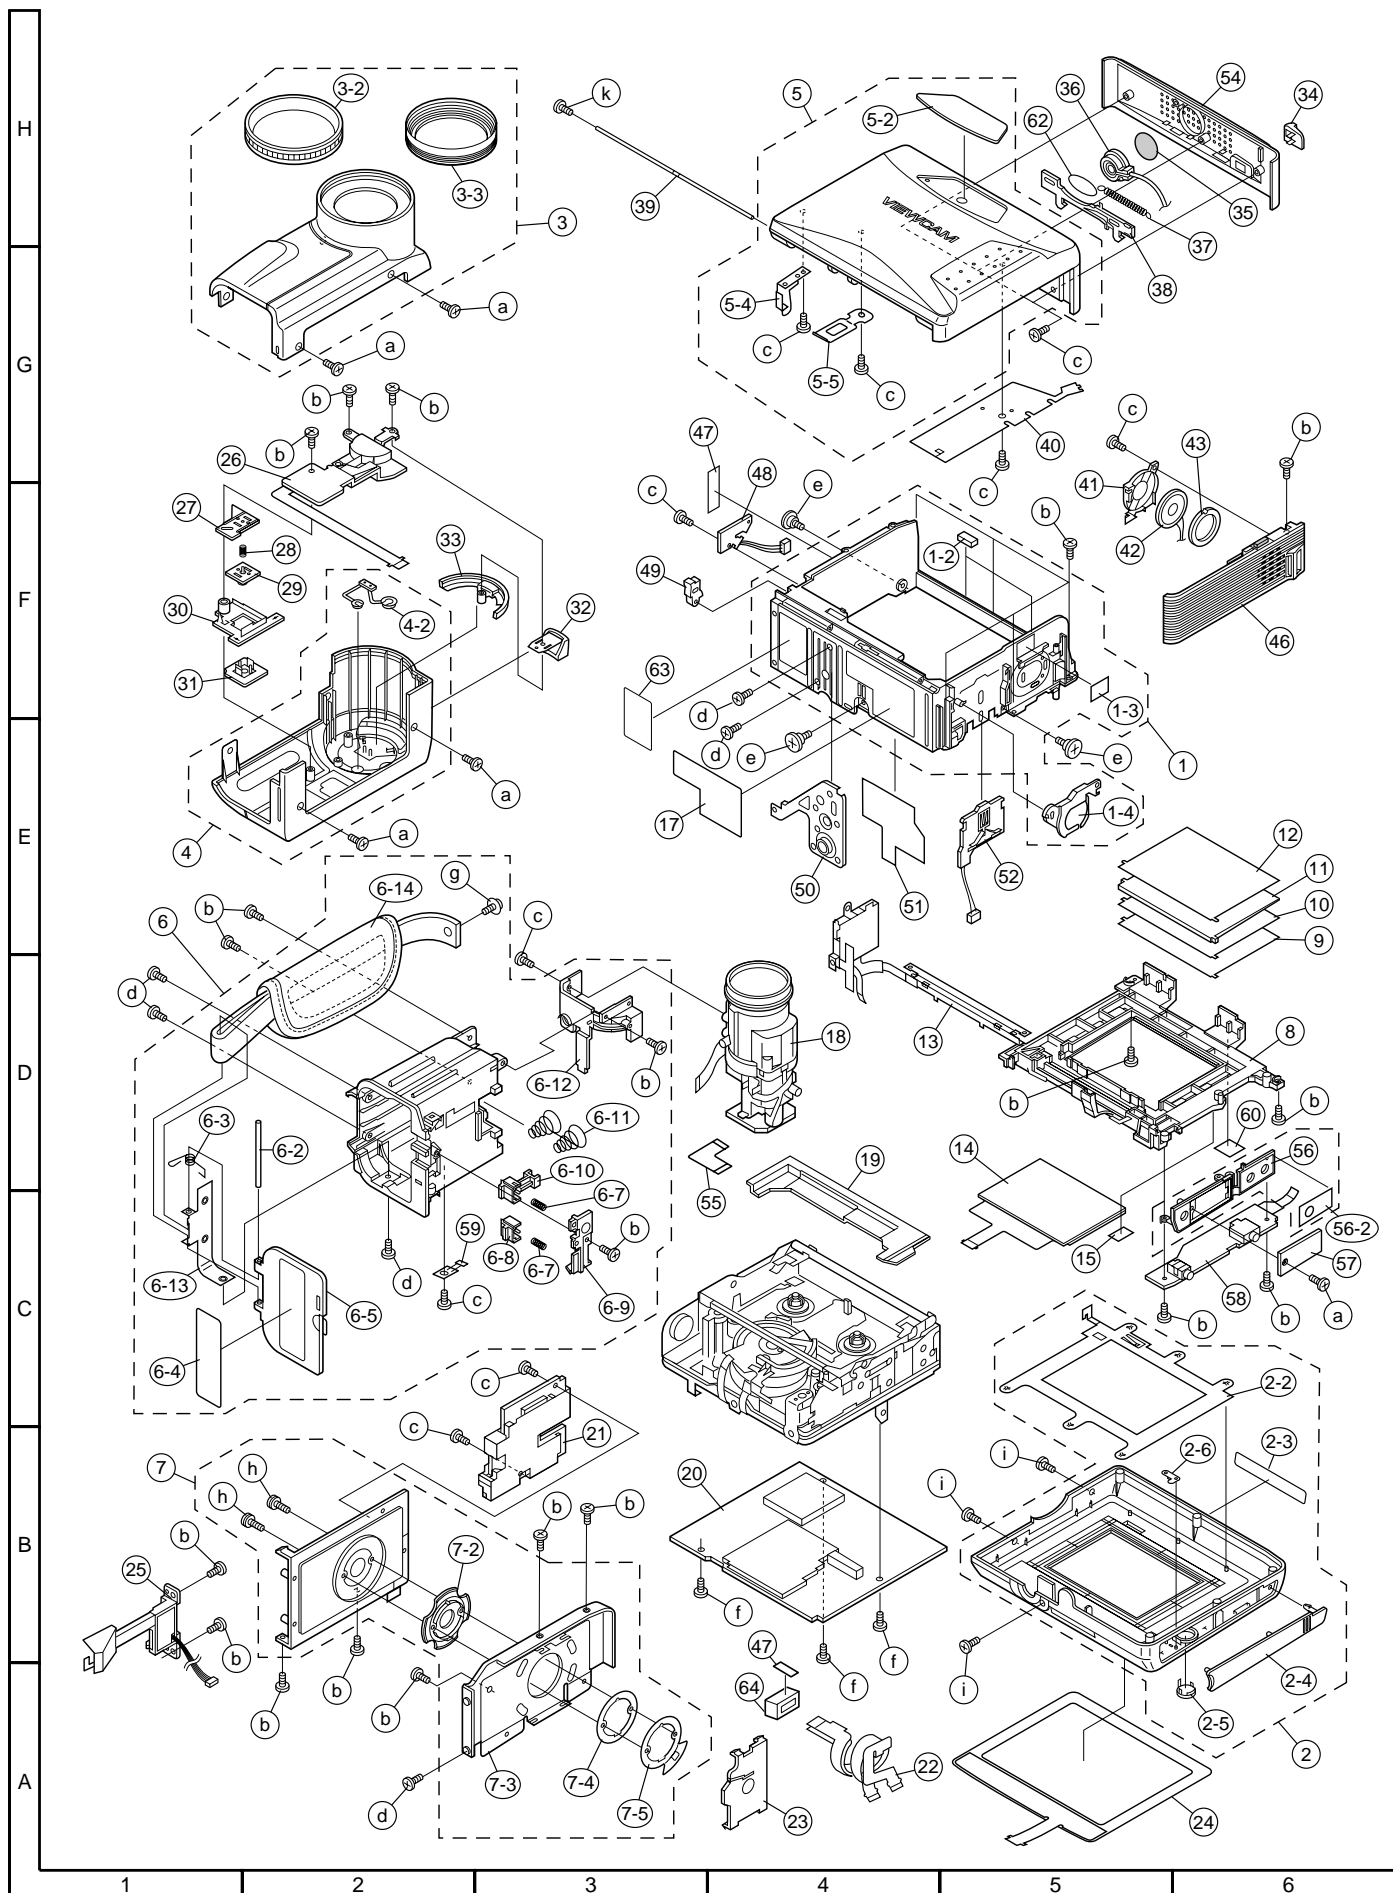 H
3-2
3-3
3
k
39
5
5-2
36
62
54
34
35
37
38
VIEWCAM
a
a
5-4
c
5-5
c
c
G
b
b
b
26
47
48
c
e
40
c
c
41
43
b
42
27
28
29
30
31
33
4-2
32
F
49
1-2
b
46
63
d
d
e
1-3
e
1
a
a
4
E
17
50
51
52
1-4
12
11
10
9
6
b
6-14
g
c
d
D
18
13
8
b
b
6-12
b
6-3
6-2
6-11
6-10
6-7
55
19
14
60
56
56-2
15
57
59
6-8
6-7
b
6-9
d
c
6-13
6-5
6-4
C
58
b
b
a
c
c
21
2-2
2-3
2-6
i
i
7
h
h
b
b
20
B
25
b
7-2
b
b
b
f
f
f
47
64
i
2-4
2-5
2
b
d
7-3
7-4
7-5
A
23
22
24
1
2
3
4
5
6